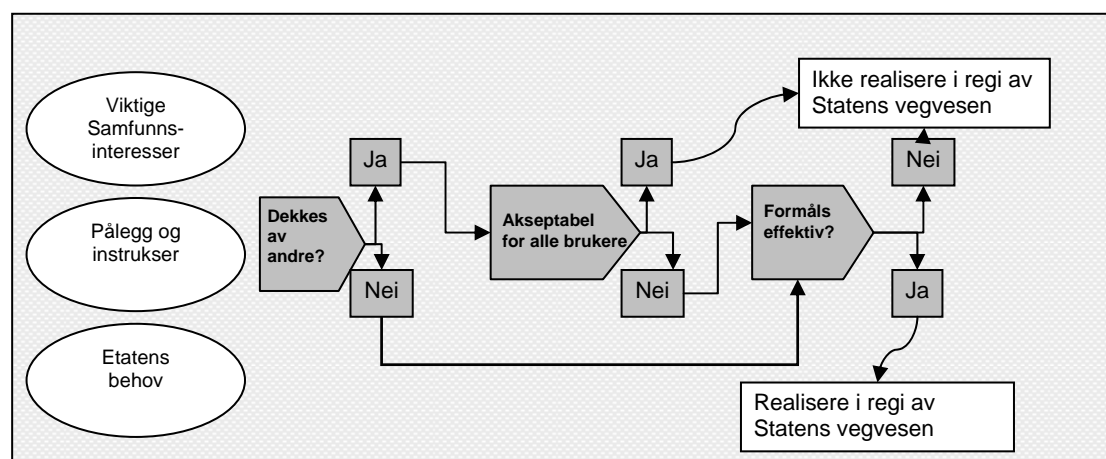 Viktige
Samfunns-
interesser
Pålegg og
instrukser
Etatens
behov
Dekkes
av
andre?
Ja
Nei
Akseptabel
for alle brukere
Ja
Nei
Formåls
effektiv?
Nei
Ja
Ikke realisere i regi av
Statens vegvesen
Realisere i regi av
Statens vegvesen